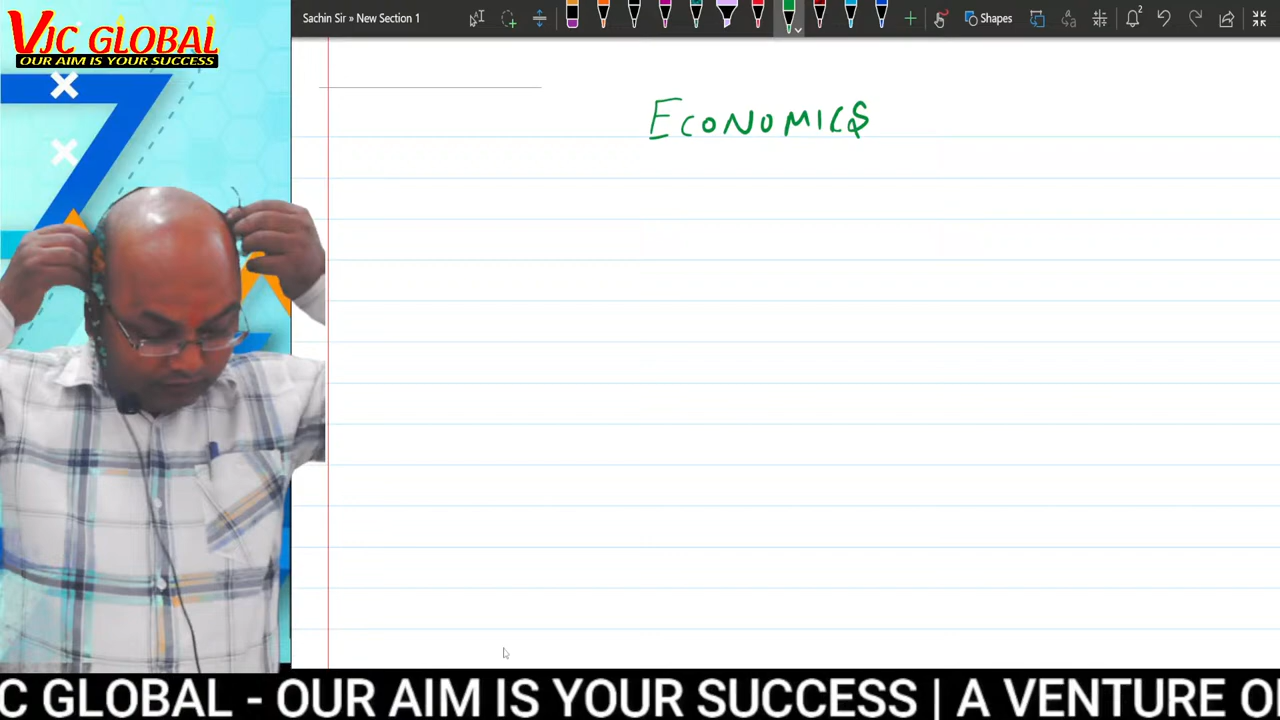 VJC GLOBAL
OUR AIM IS YOUR SUCCESS
Sachin Sir » New Section 1
Shapes
2
ECONOMICS
C GLOBAL - OUR AIM IS YOUR SUCCESS | A VENTURE O